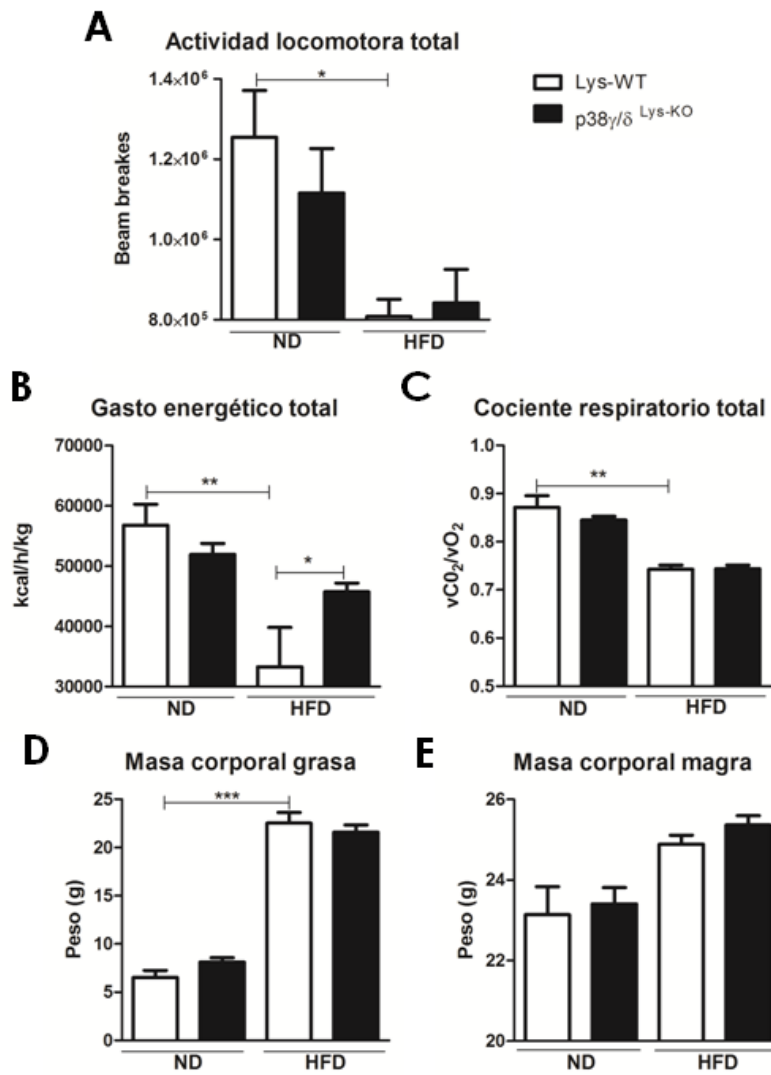 A
Actividad locomotora total
Lys-WT
p38γ/δ Lys-KO
*
1.4×10⁶
1.2×10⁶
1.0×10⁶
8.0×10⁵
Beam breakes
ND HFD
B
Gasto energético total
70000
60000
50000
40000
30000
kcal/h/kg
**
*
ND HFD
C
Cociente respiratorio total
1.0
0.9
0.8
0.7
0.6
0.5
vC0₂/vO₂
**
ND HFD
D
Masa corporal grasa
25
20
15
10
5
0
Peso (g)
***
ND HFD
E
Masa corporal magra
26
24
22
20
Peso (g)
ND HFD